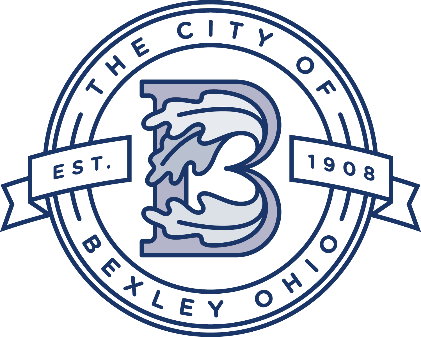 THE CITY OF
EST. 1908
B
BEXLEY OHIO